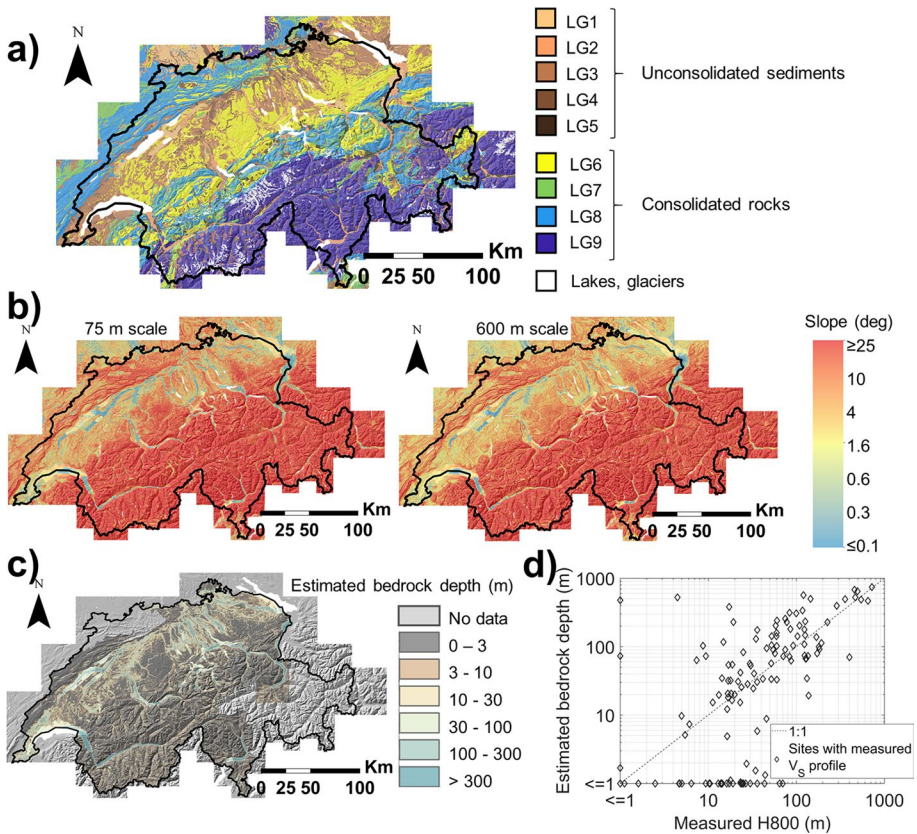 a)
N
LG1
LG2
LG3
LG4
LG5
Unconsolidated sediments
LG6
LG7
LG8
LG9
Consolidated rocks
Lakes, glaciers
Km
0 25 50 100
b)
N
75 m scale
Km
0 25 50 100
N
600 m scale
Km
0 25 50 100
Slope (deg)
≥25
10
4
1.6
0.6
0.3
≤0.1
c)
N
Estimated bedrock depth (m)
No data
0 – 3
3 - 10
10 - 30
30 - 100
100 - 300
> 300
Km
0 25 50 100
d)
Estimated bedrock depth (m)
1000
100
10
<=1
1:1
Sites with measured
VS profile
<=1 10 100 1000
Measured H800 (m)